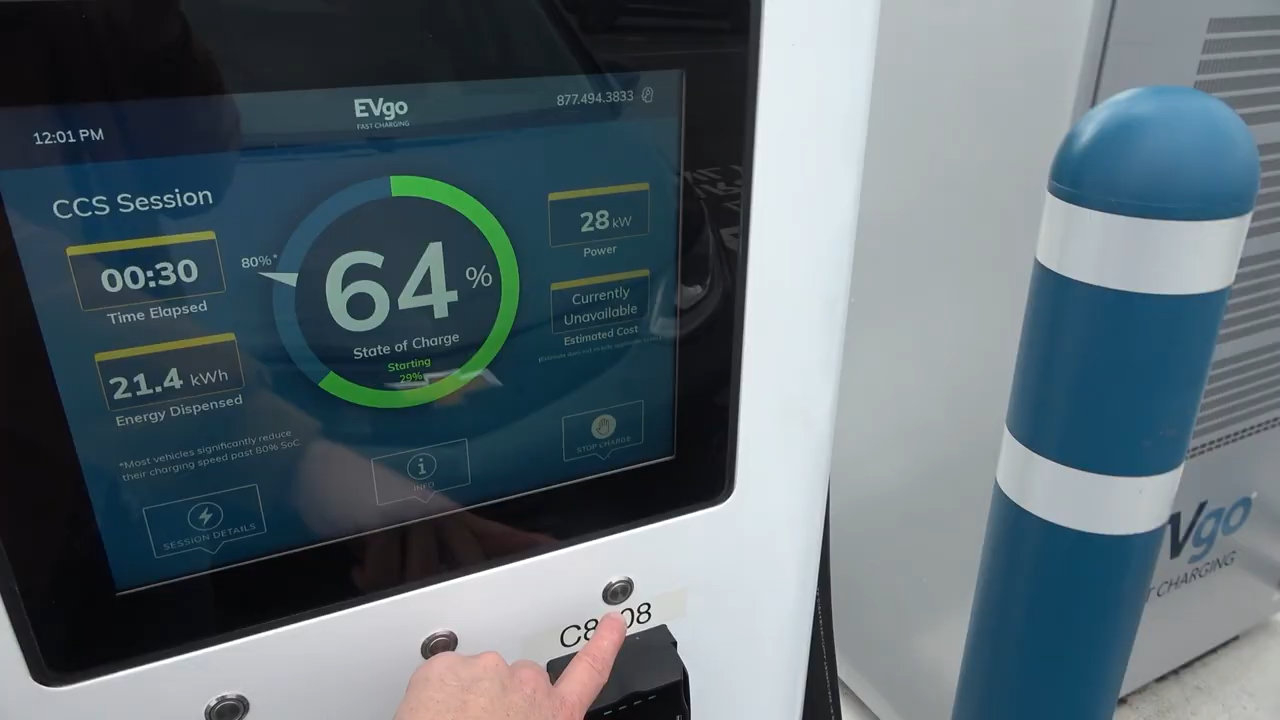 12:01 PM
EVgo
FAST CHARGING
877.494.3833
CCS Session
00:30
Time Elapsed
21.4 kWh
Energy Dispensed
80%*
64 %
State of Charge
Starting
29%
28 kW
Power
Currently
Unavailable
Estimated Cost
*Most vehicles significantly reduce
their charging speed past 80% SoC.
SESSION DETAILS
INFO
STOP CHARGE
Vgo
T CHARGING